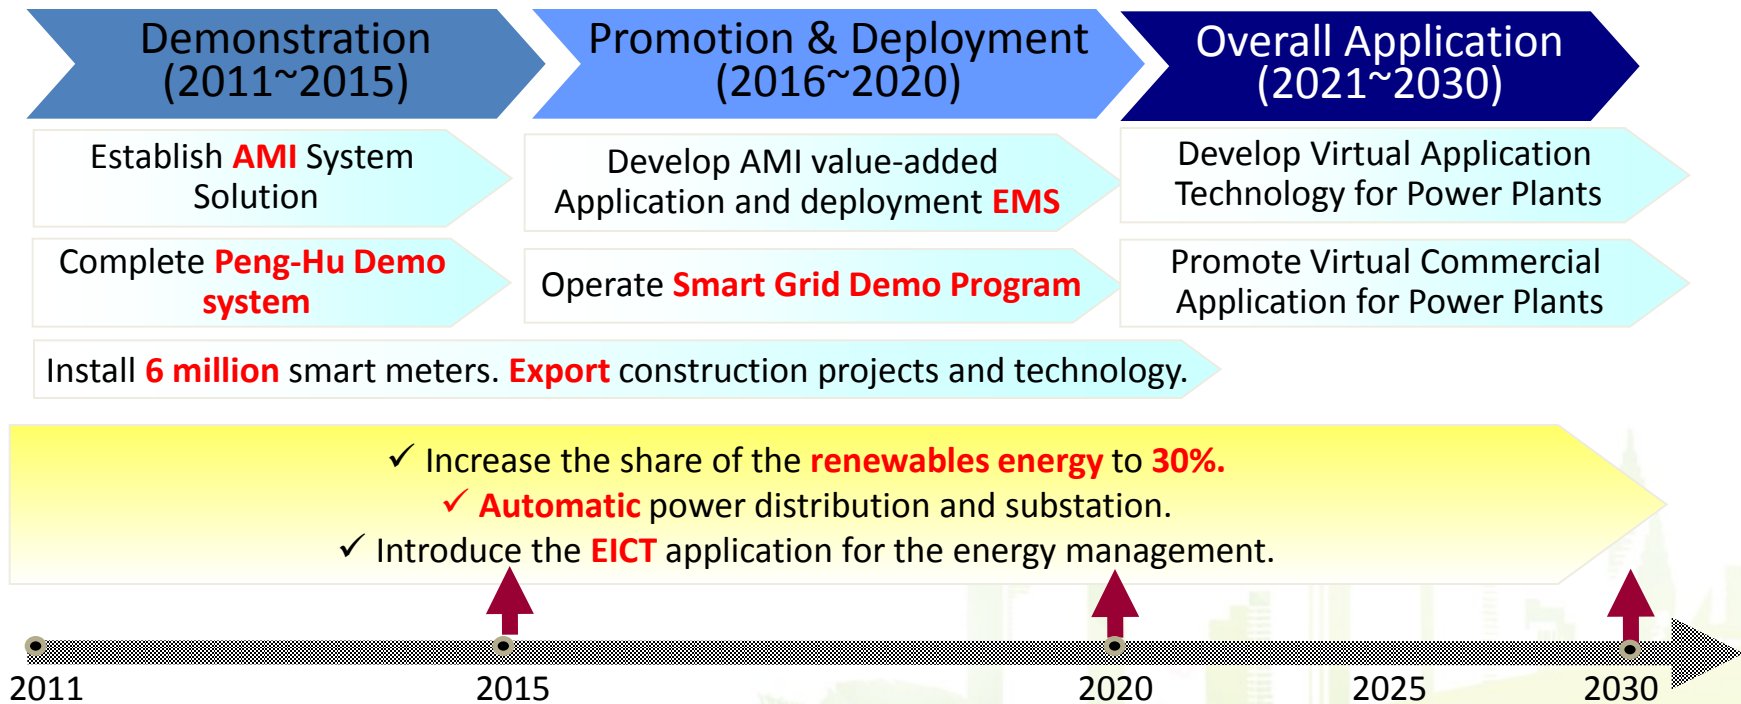 Demonstration
(2011~2015)
Promotion & Deployment
(2016~2020)
Overall Application
(2021~2030)
Establish AMI System
Solution
Develop AMI value-added
Application and deployment EMS
Develop Virtual Application
Technology for Power Plants
Complete Peng-Hu Demo
system
Operate Smart Grid Demo Program
Promote Virtual Commercial
Application for Power Plants
Install 6 million smart meters. Export construction projects and technology.
✓ Increase the share of the renewables energy to 30%.
✓ Automatic power distribution and substation.
✓ Introduce the EICT application for the energy management.
2011
2015
2020
2025
2030